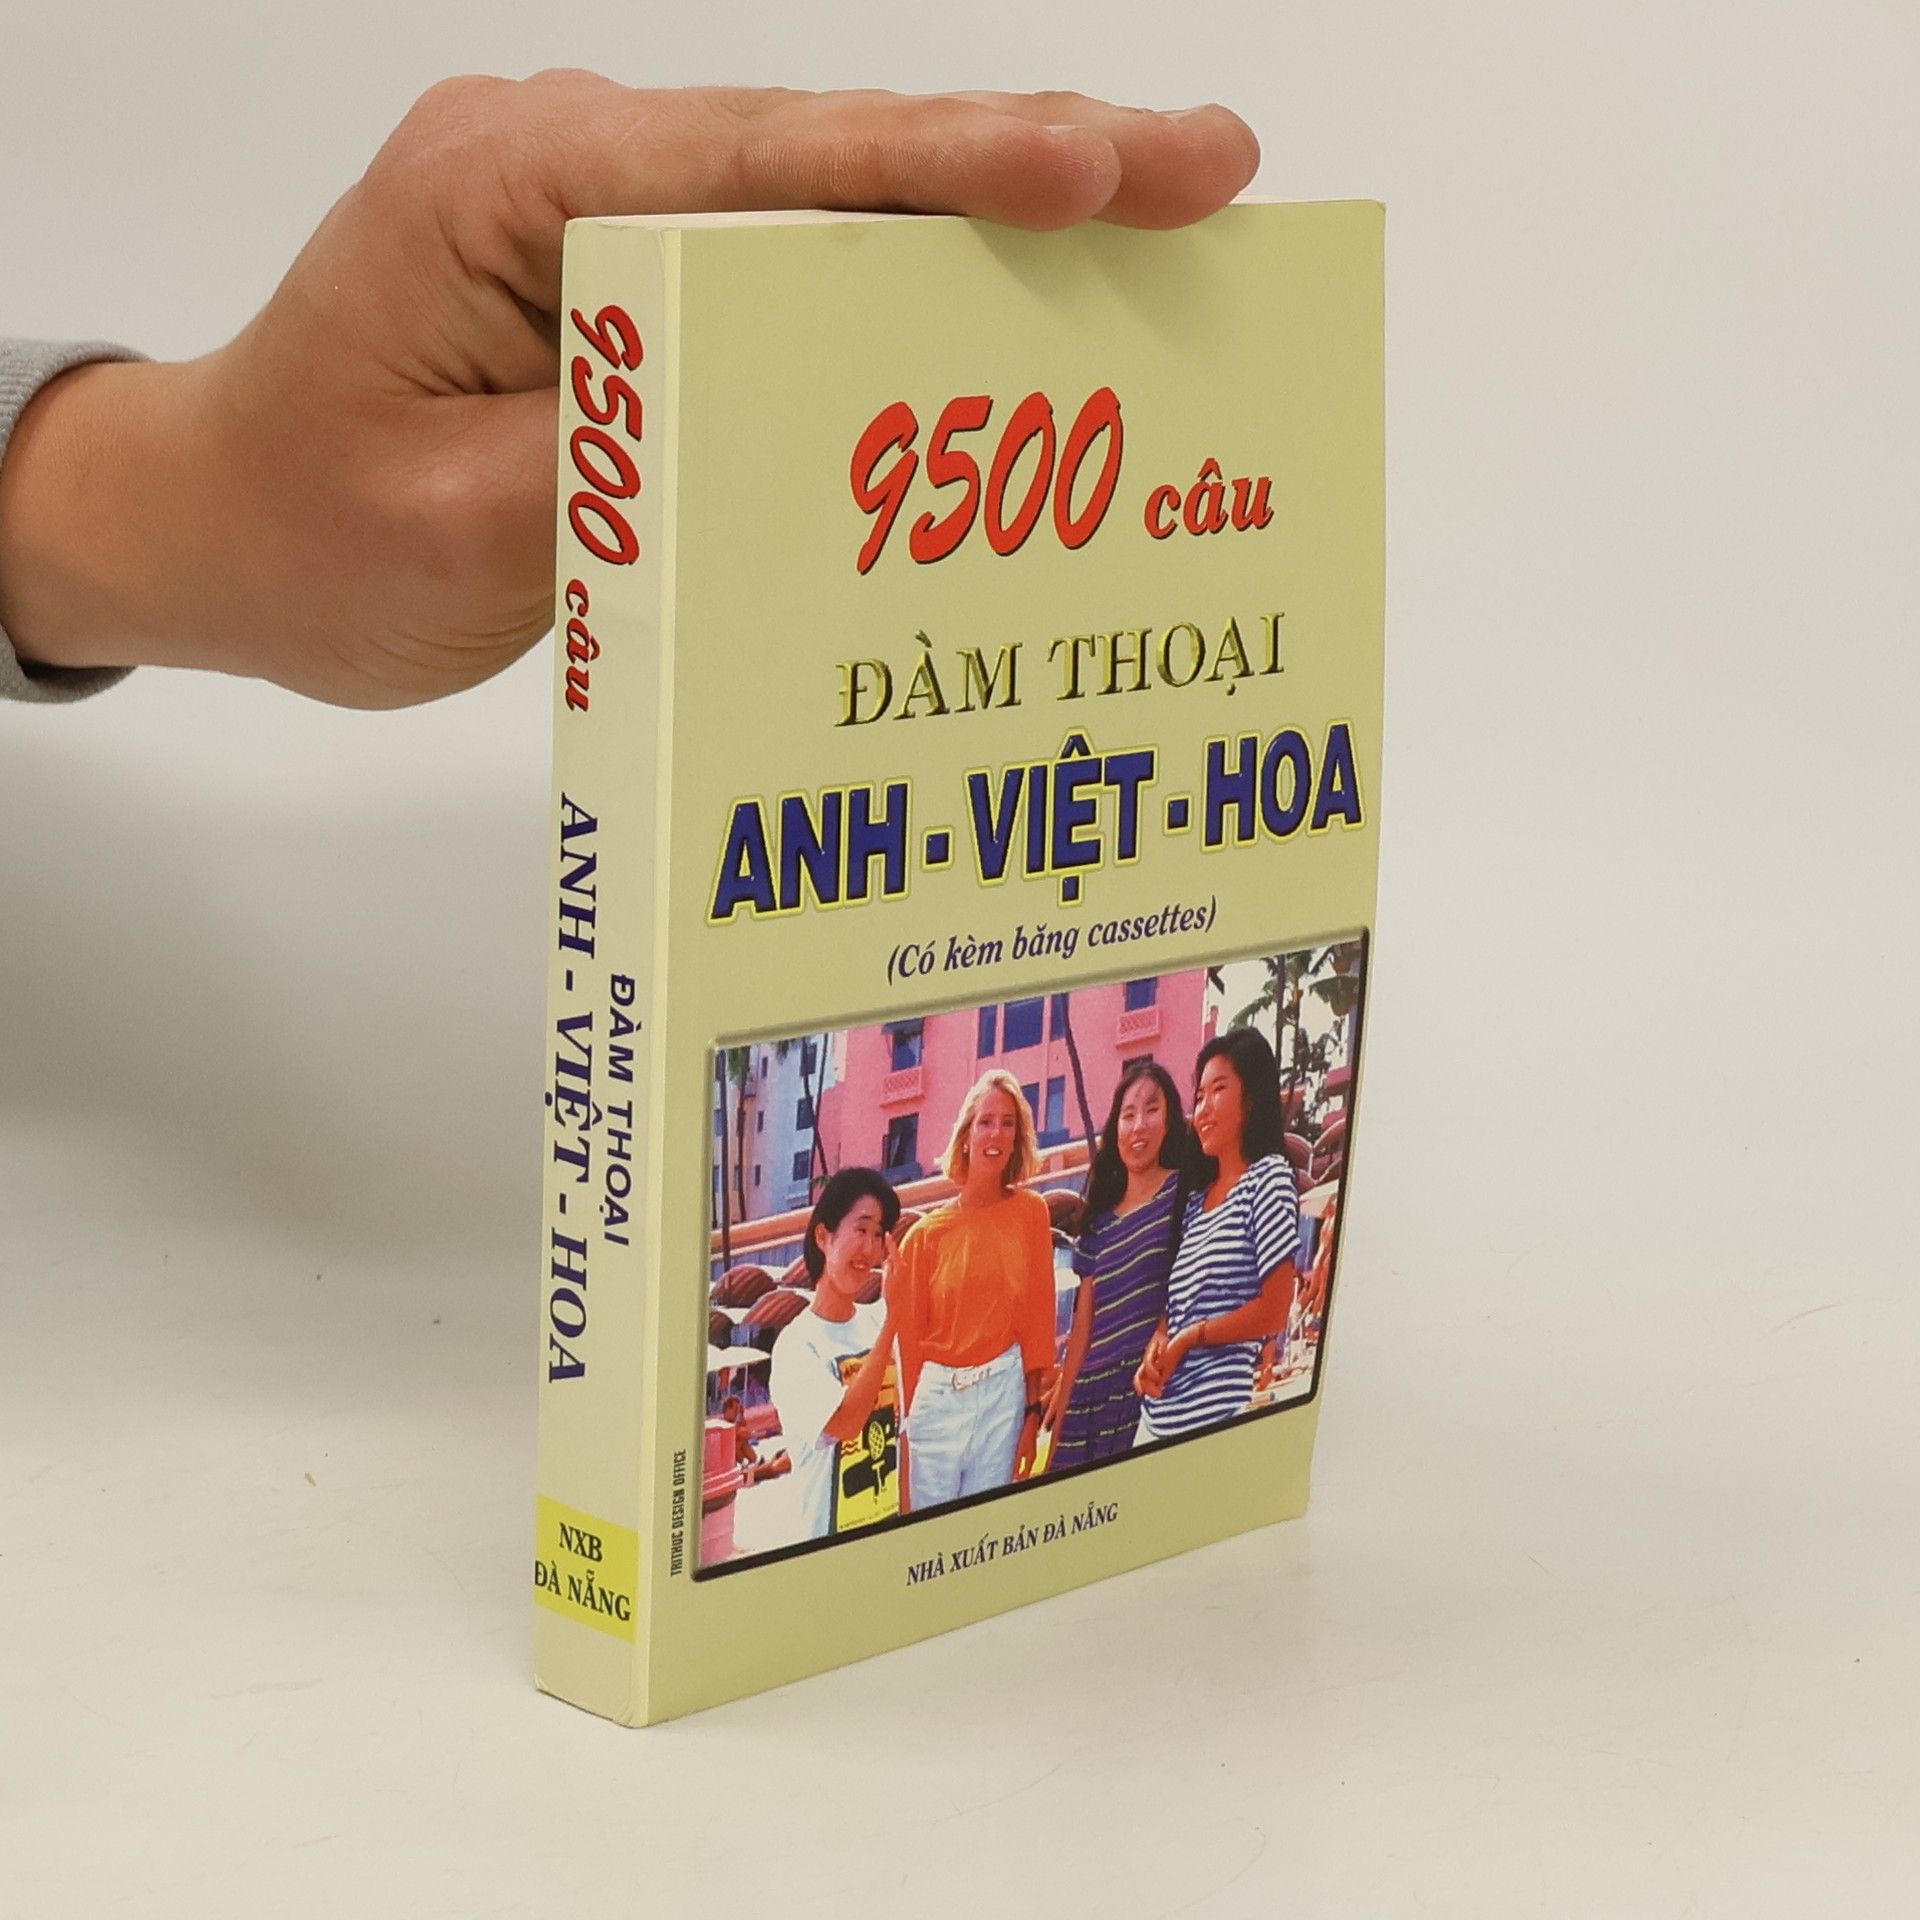 9500 câu
ĐÀM THOẠI
ANH - VIỆT - HOA
NXB
ĐÀ NẴNG
9500 câu
ĐÀM THOẠI
ANH - VIỆT - HOA
(Có kèm băng cassettes)
TRITHUC DESIGN OFFICE
NHÀ XUẤT BẢN ĐÀ NẴNG